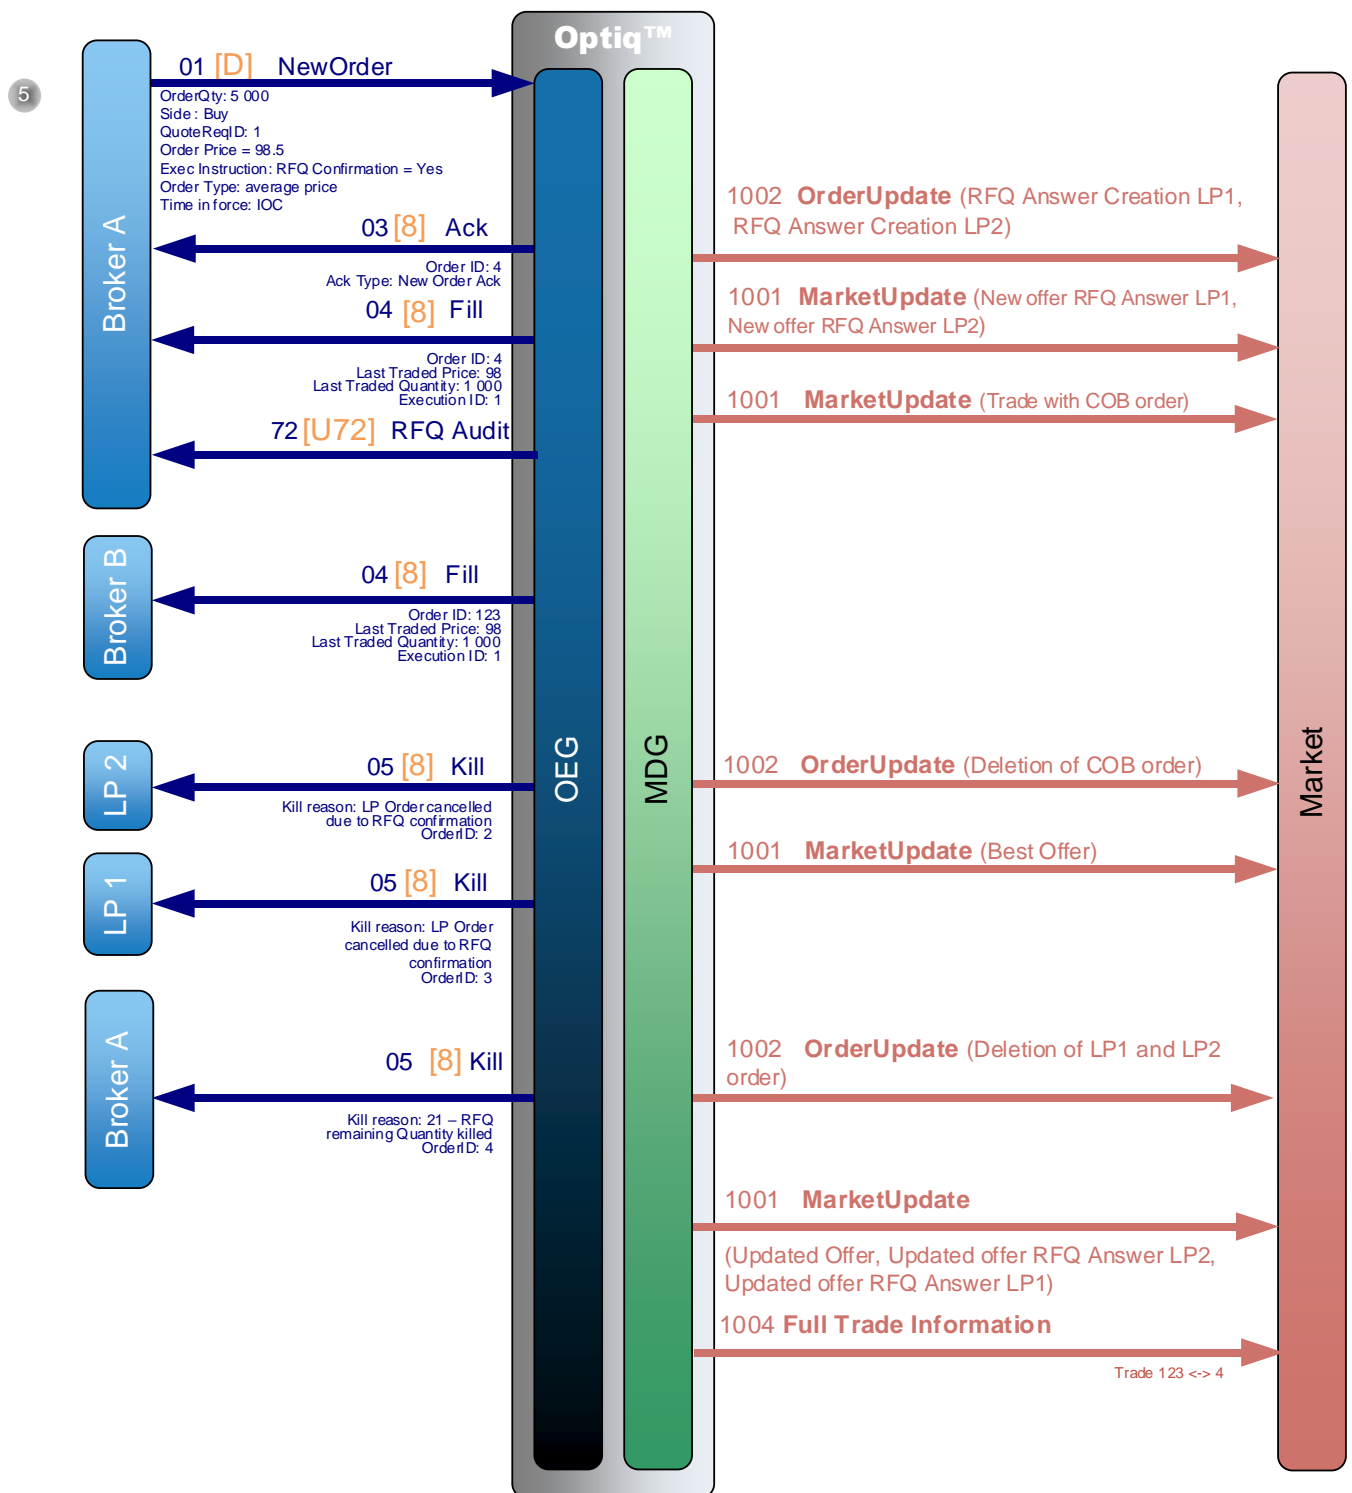 Optiq™
5
01 [D] NewOrder
OrderQty: 5 000
Side : Buy
QuoteReqID: 1
Order Price = 98.5
Exec Instruction: RFQ Confirmation = Yes
Order Type: average price
Time in force: IOC
03 [8] Ack
Order ID: 4
Ack Type: New Order Ack
04 [8] Fill
Order ID: 4
Last Traded Price: 98
Last Traded Quantity: 1 000
Execution ID: 1
72 [U72] RFQ Audit
Broker A
04 [8] Fill
Order ID: 123
Last Traded Price: 98
Last Traded Quantity: 1 000
Execution ID: 1
Broker B
05 [8] Kill
Kill reason: LP Order cancelled
due to RFQ confirmation
OrderID: 2
LP 2
05 [8] Kill
Kill reason: LP Order
cancelled due to RFQ
confirmation
OrderID: 3
LP 1
05 [8] Kill
Kill reason: 21 – RFQ
remaining Quantity killed
OrderID: 4
Broker A
OEG
MDG
1002 OrderUpdate (RFQ Answer Creation LP1,
RFQ Answer Creation LP2)
1001 MarketUpdate (New offer RFQ Answer LP1,
New offer RFQ Answer LP2)
1001 MarketUpdate (Trade with COB order)
1002 OrderUpdate (Deletion of COB order)
1001 MarketUpdate (Best Offer)
1002 OrderUpdate (Deletion of LP1 and LP2
order)
1001 MarketUpdate
(Updated Offer, Updated offer RFQ Answer LP2,
Updated offer RFQ Answer LP1)
1004 Full Trade Information
Trade 123 <-> 4
Market